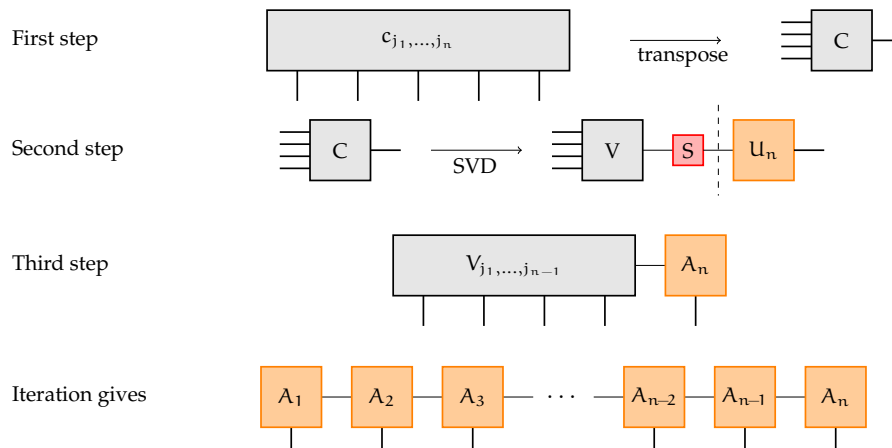 First step c_{j_1,...,j_n} transpose C
Second step C SVD V S U_n
Third step V_{j_1,...,j_{n−1}} A_n
Iteration gives A_1 A_2 A_3 ··· A_{n−2} A_{n−1} A_n